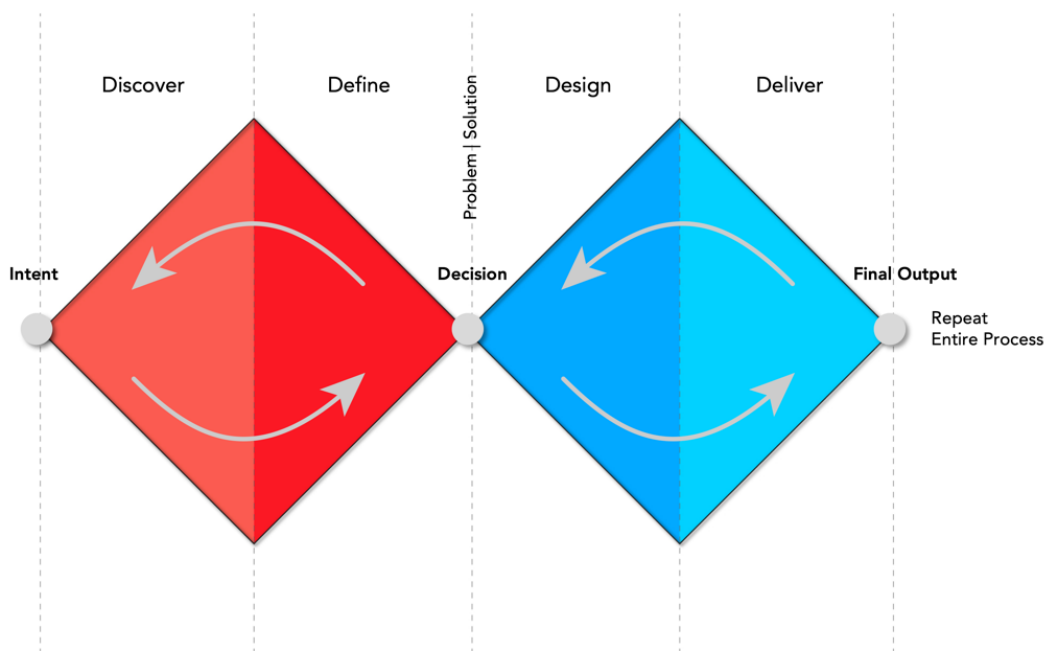 Discover
Define
Problem | Solution
Design
Deliver
Intent
Decision
Final Output
Repeat
Entire Process